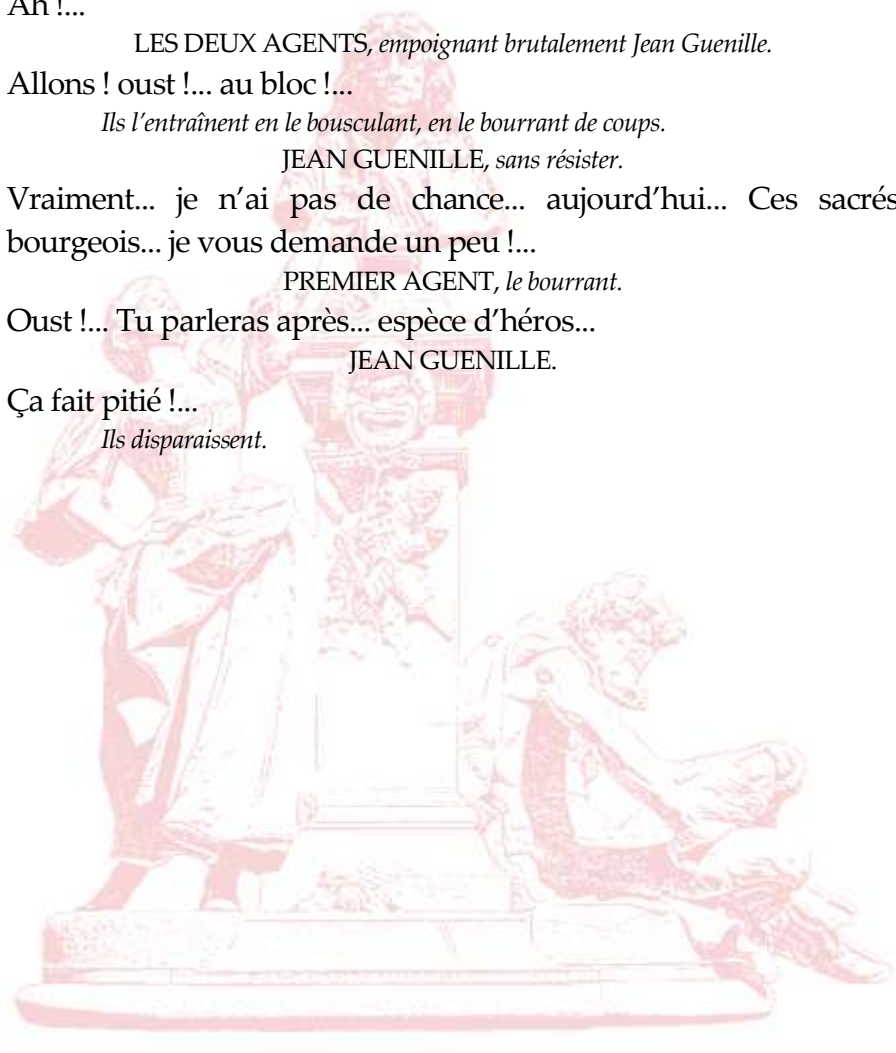 Ah !...
LES DEUX AGENTS, empoignant brutalement Jean Guenille.
Allons ! oust !... au bloc !...
Ils l'entraînent en le bousculant, en le bourrant de coups.
JEAN GUENILLE, sans résister.
Vraiment... je n’ai pas de chance... aujourd’hui... Ces sacrés
bourgeois... je vous demande un peu !...
PREMIER AGENT, le bourrant.
Oust !... Tu parleras après... espèce d’héros...
JEAN GUENILLE.
Ça fait pitié !...
Ils disparaissent.